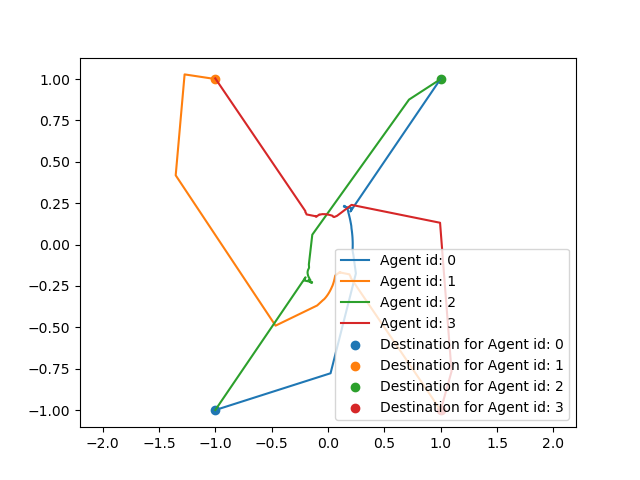 1.00
0.75
0.50
0.25
0.00
−0.25
−0.50
−0.75
−1.00
Agent id: 0
Agent id: 1
Agent id: 2
Agent id: 3
Destination for Agent id: 0
Destination for Agent id: 1
Destination for Agent id: 2
Destination for Agent id: 3
−2.0 −1.5 −1.0 −0.5 0.0 0.5 1.0 1.5 2.0